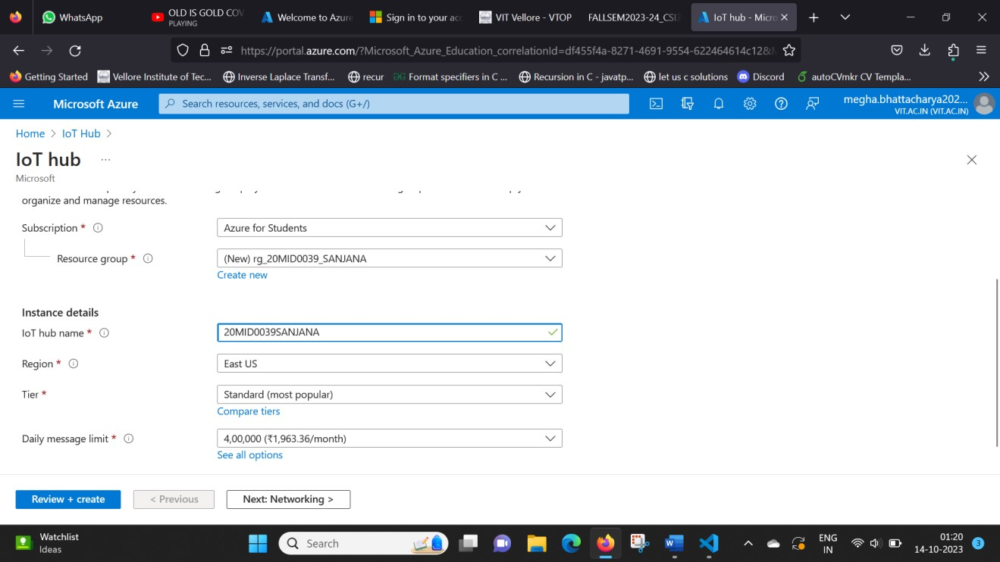 WhatsApp
OLD IS GOLD COV
PLAYING
Welcome to Azure
Sign in to your acc
VIT Vellore - VTOP
FALLSEM2023-24_CSI3
IoT hub - Micro
https://portal.azure.com/?Microsoft_Azure_Education_correlationId=df455f4a-8271-4691-9554-622464614c128&
Getting Started
Vellore Institute of Tec...
Inverse Laplace Transf...
recur
Format specifiers in C ...
Recursion in C - javatp...
let us c solutions
Discord
autoCVmkr CV Templa...
Microsoft Azure
Search resources, services, and docs (G+/)
megha.bhattacharya202...
VIT.AC.IN (VIT.AC.IN)
Home > IoT Hub >
IoT hub ...
Microsoft
organize and manage resources.
Subscription *
Azure for Students
Resource group *
(New) rg_20MID0039_SANJANA
Create new
Instance details
IoT hub name *
20MID0039SANJANA
Region *
East US
Tier *
Standard (most popular)
Compare tiers
Daily message limit *
4,00,000 (₹1,963.36/month)
See all options
Review + create
< Previous
Next: Networking >
Watchlist
Ideas
Search
ENG
IN
01:20
14-10-2023
3